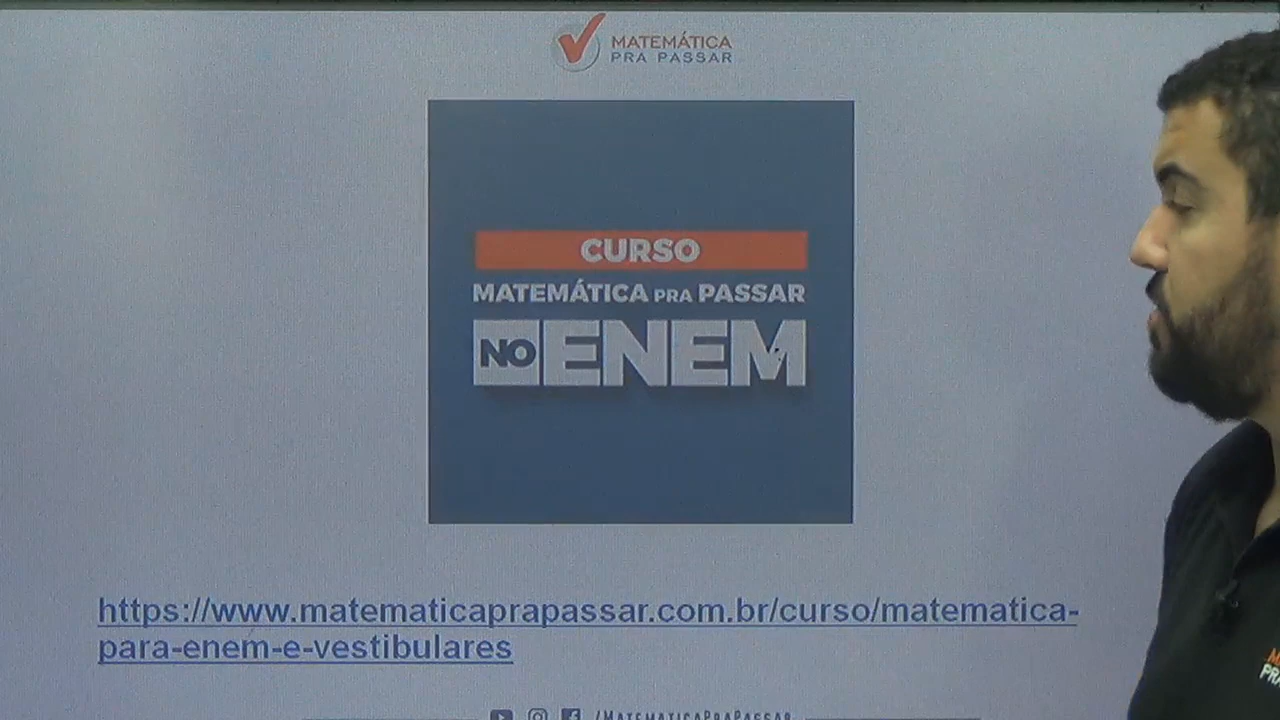 MATEMÁTICA
PRA PASSAR
CURSO
MATEMÁTICA PRA PASSAR
NO ENEM
https://www.matematicaprapassar.com.br/curso/matematica-
para-enem-e-vestibulares
/MATEMATICAPRAPASSAR